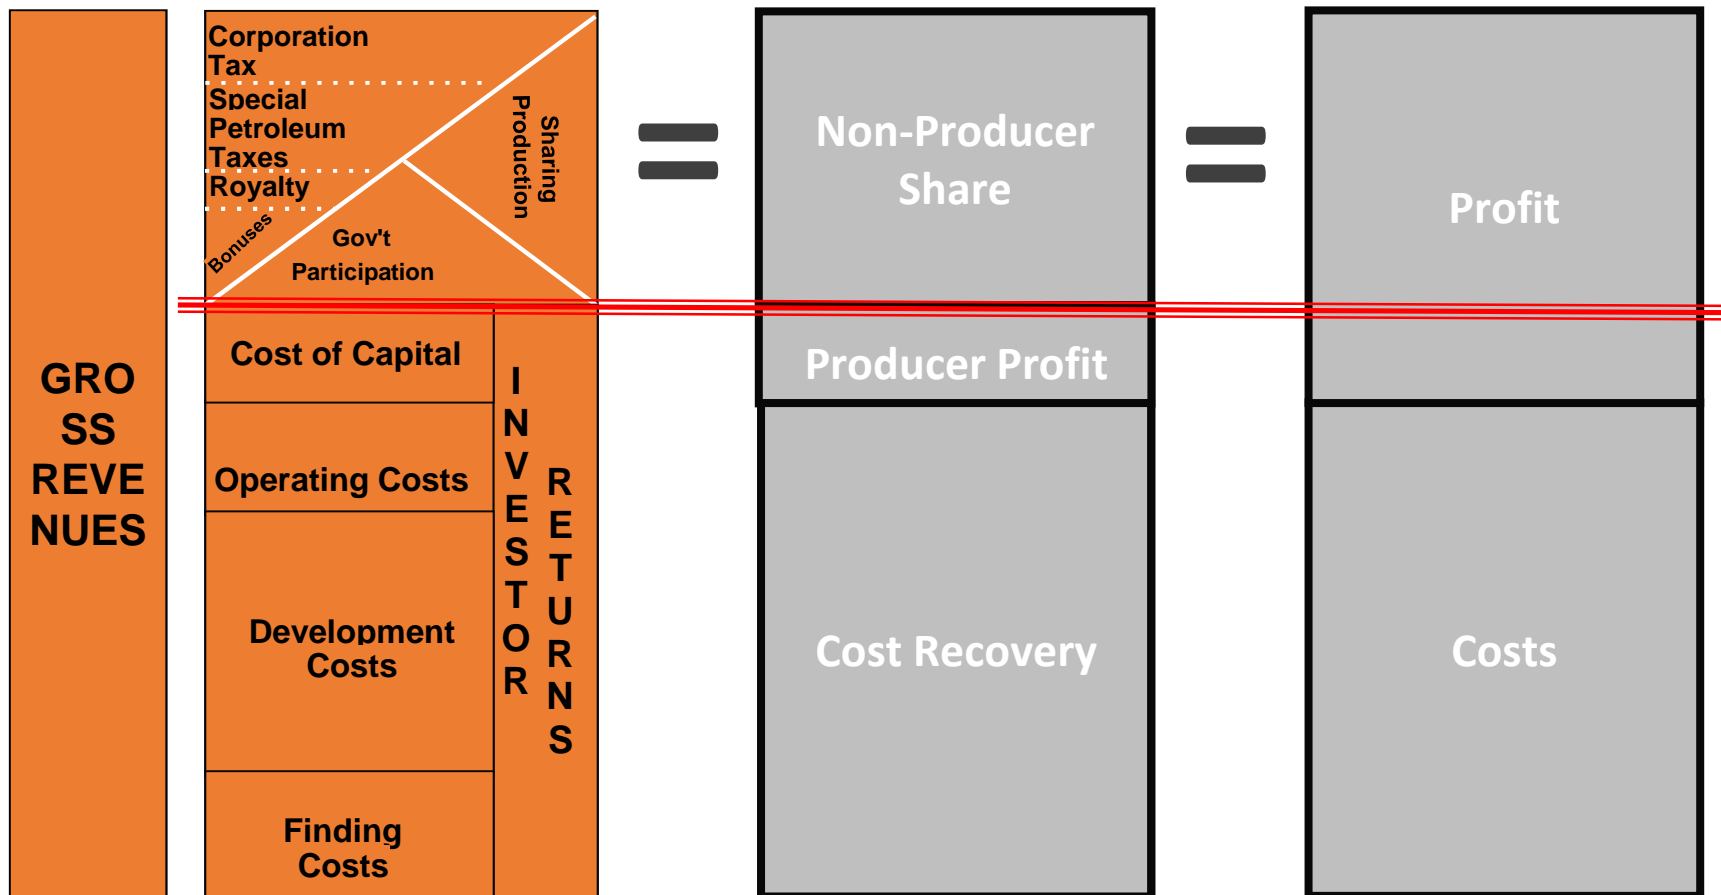 GRO
SS
REVE
NUES
Corporation
Tax
Special
Petroleum
Taxes
Royalty
Bonuses
Gov't
Participation
Sharing
Production
Cost of Capital
Operating Costs
Development
Costs
Finding
Costs
INVESTOR
RETURNS
=
Non-Producer
Share
Producer Profit
Cost Recovery
=
Profit
Costs